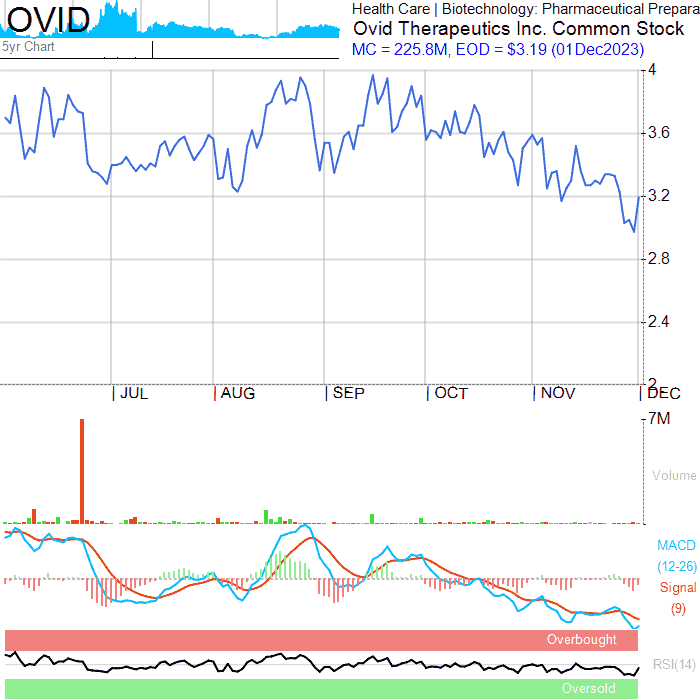 OVID
5yr Chart
Health Care | Biotechnology: Pharmaceutical Prepara
Ovid Therapeutics Inc. Common Stock
MC = 225.8M, EOD = $3.19 (01Dec2023)
4
3.6
3.2
2.8
2.4
2
JUL
AUG
SEP
OCT
NOV
DEC
7M
Volume
MACD
(12-26)
Signal
(9)
Overbought
RSI(14)
Oversold